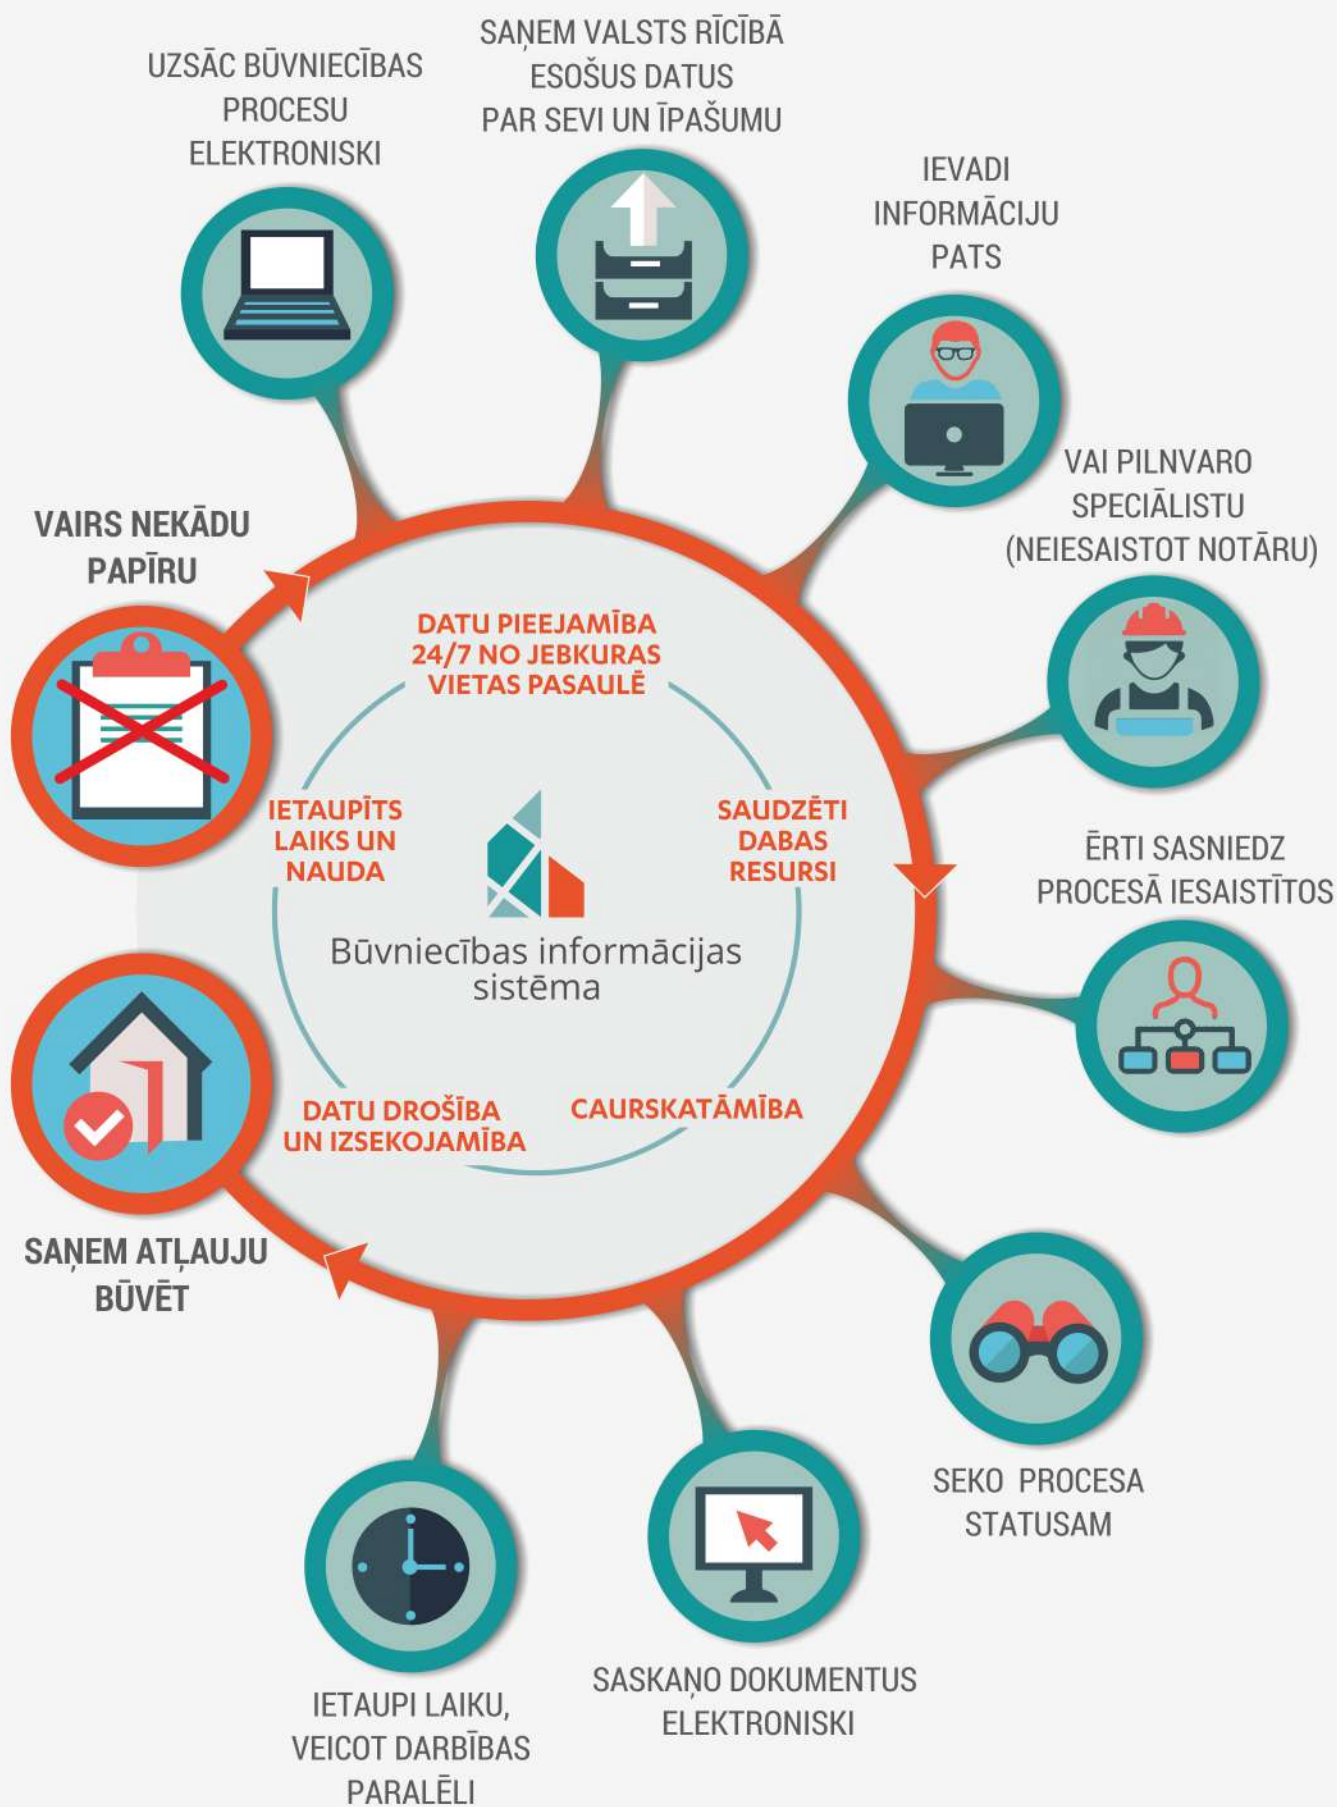 UZSĀC BŪVNIECĪBAS
PROCESU
ELEKTRONISKI
SAŅEM VALSTS RĪCĪBĀ
ESOŠUS DATUS
PAR SEVI UN ĪPAŠUMU
IEVADI
INFORMĀCIJU
PATS
VAI PILNVARO
SPECIĀLISTU
(NEIESAISTOT NOTĀRU)
VAIRS NEKĀDU
PAPĪRU
DATU PIEEJAMĪBA
24/7 NO JEBKURAS
VIETAS PASAULĒ
IETAUPĪTS
LAIKS UN
NAUDA
SAUDZĒTI
DABAS
RESURSI
ĒRTI SASNIEDZ
PROCESĀ IESAISTĪTOS
Būvniecības informācijas
sistēma
DATU DROŠĪBA
UN IZSEKOJAMĪBA
CAURSKATĀMĪBA
SAŅEM ATĻAUJU
BŪVĒT
SEKO PROCESA
STATUSAM
SASKAŅO DOKUMENTUS
ELEKTRONISKI
IETAUPI LAIKU,
VEICOT DARBĪBAS
PARALĒLI